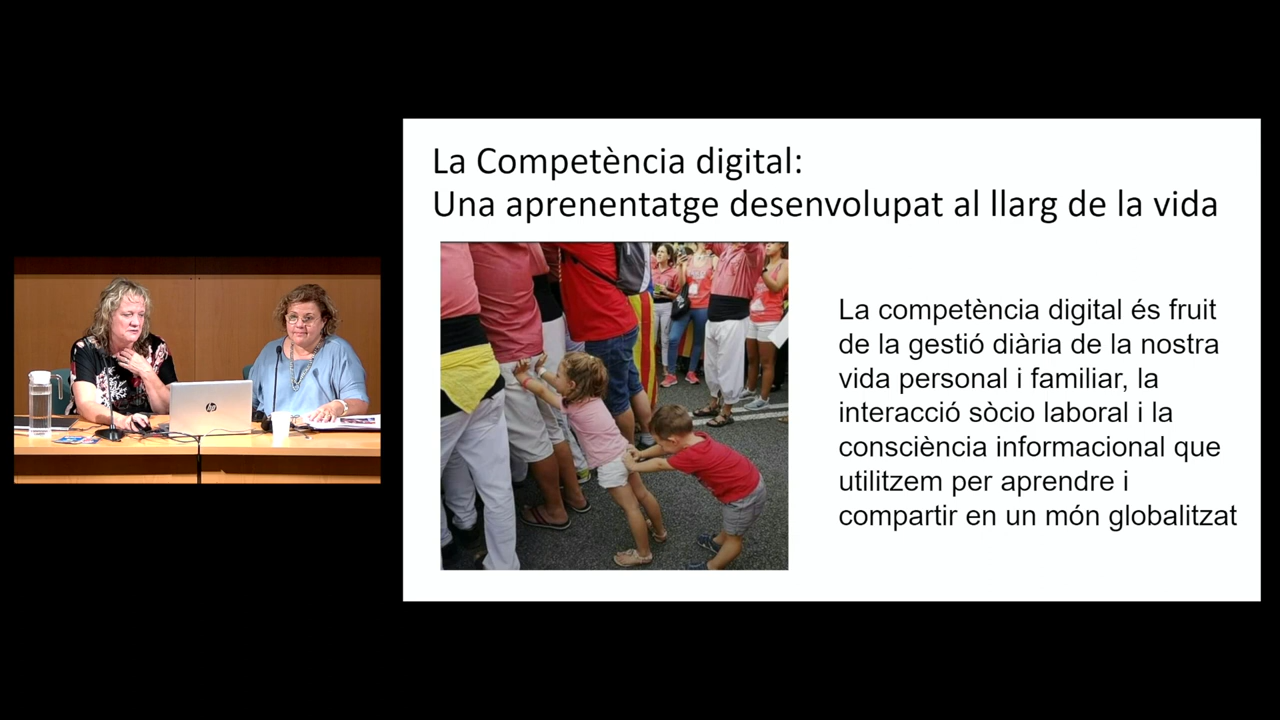 La Competència digital:
Una aprenentatge desenvolupat al llarg de la vida
La competència digital és fruit
de la gestió diària de la nostra
vida personal i familiar, la
interacció sòcio laboral i la
consciència informacional que
utilitzem per aprendre i
compartir en un món globalitzat
hp